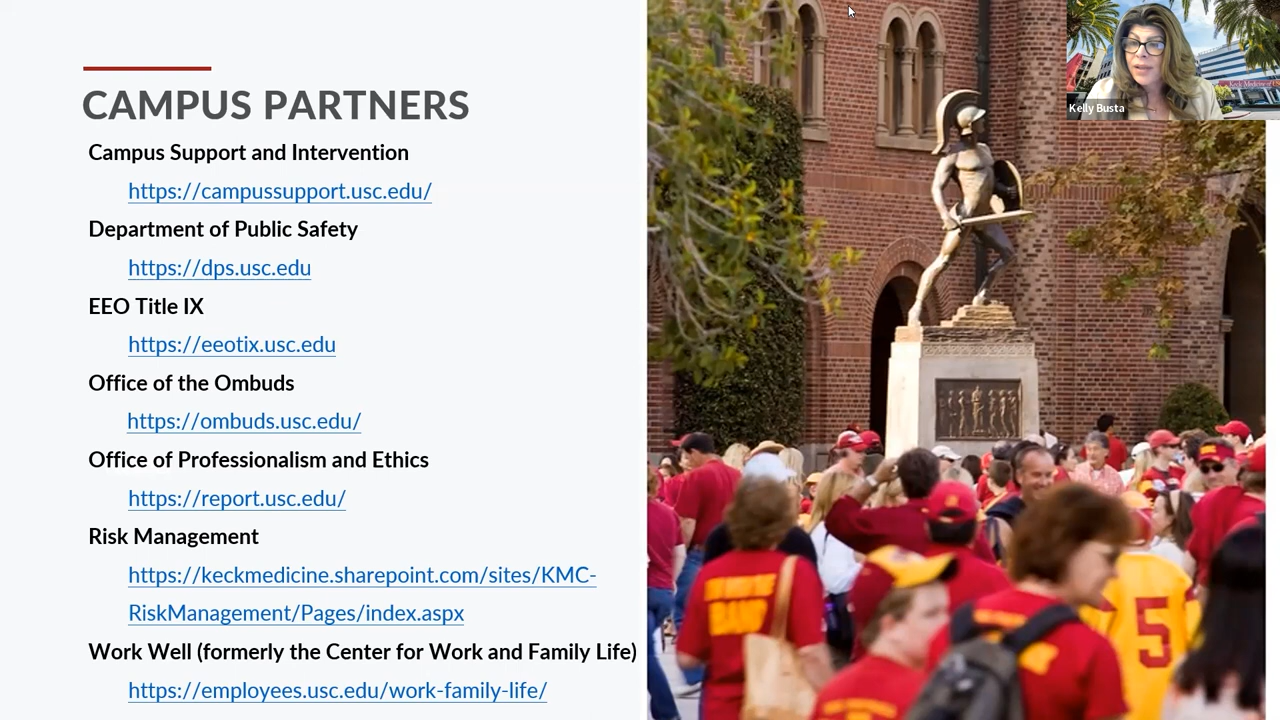 CAMPUS PARTNERS
Campus Support and Intervention
https://campussupport.usc.edu/
Department of Public Safety
https://dps.usc.edu
EEO Title IX
https://eeotix.usc.edu
Office of the Ombuds
https://ombuds.usc.edu/
Office of Professionalism and Ethics
https://report.usc.edu/
Risk Management
https://keckmedicine.sharepoint.com/sites/KMC-
RiskManagement/Pages/index.aspx
Work Well (formerly the Center for Work and Family Life)
https://employees.usc.edu/work-family-life/
Kelly Busta
5